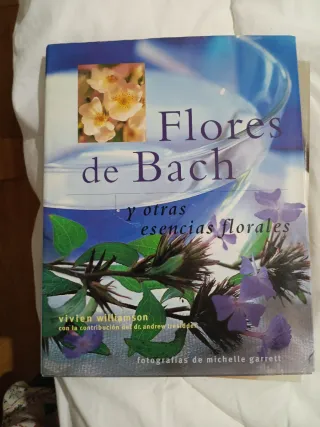 Flores
de Bach
y otras
esencias florales
vivien williamson
con la contribución del dr. andrew tresidder
fotografías de michelle garrett